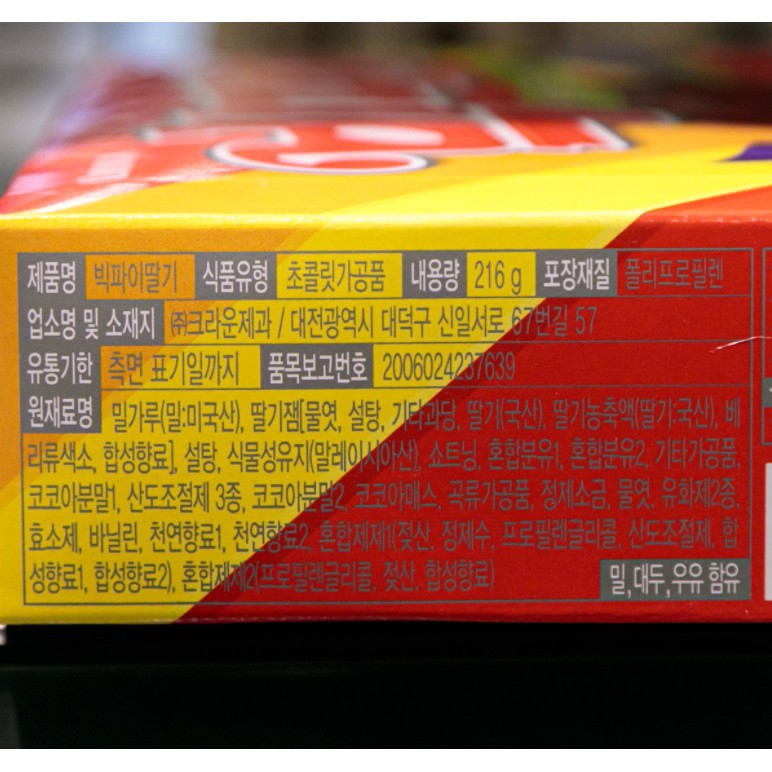 제품명 빅파이딸기 식품유형 초콜릿가공품 내용량 216 g 포장재질 폴리프로필렌
업소명 및 소재지 ㈜크라운제과 / 대전광역시 대덕구 신일서로 67번길 57
유통기한 측면 표기일까지 품목보고번호 2006024237639
원재료명 밀가루(밀:미국산), 딸기잼[물엿, 설탕, 기타과당, 딸기(국산), 딸기농축액(딸기:국산), 베
리류색소, 합성향료], 설탕, 식물성유지(말레이시아산), 쇼트닝, 혼합분유1, 혼합분유2, 기타가공품,
코코아분말1, 산도조절제 3종, 코코아분말2, 코코아매스, 곡류가공품, 정제소금, 물엿, 유화제2종,
효소제, 바닐린, 천연향료1, 천연향료2, 혼합제제1(젖산, 정제수, 프로필렌글리콜, 산도조절제, 합
성향료1, 합성향료2), 혼합제제2(프로필렌글리콜, 젖산, 합성향료)
밀,대두,우유 함유